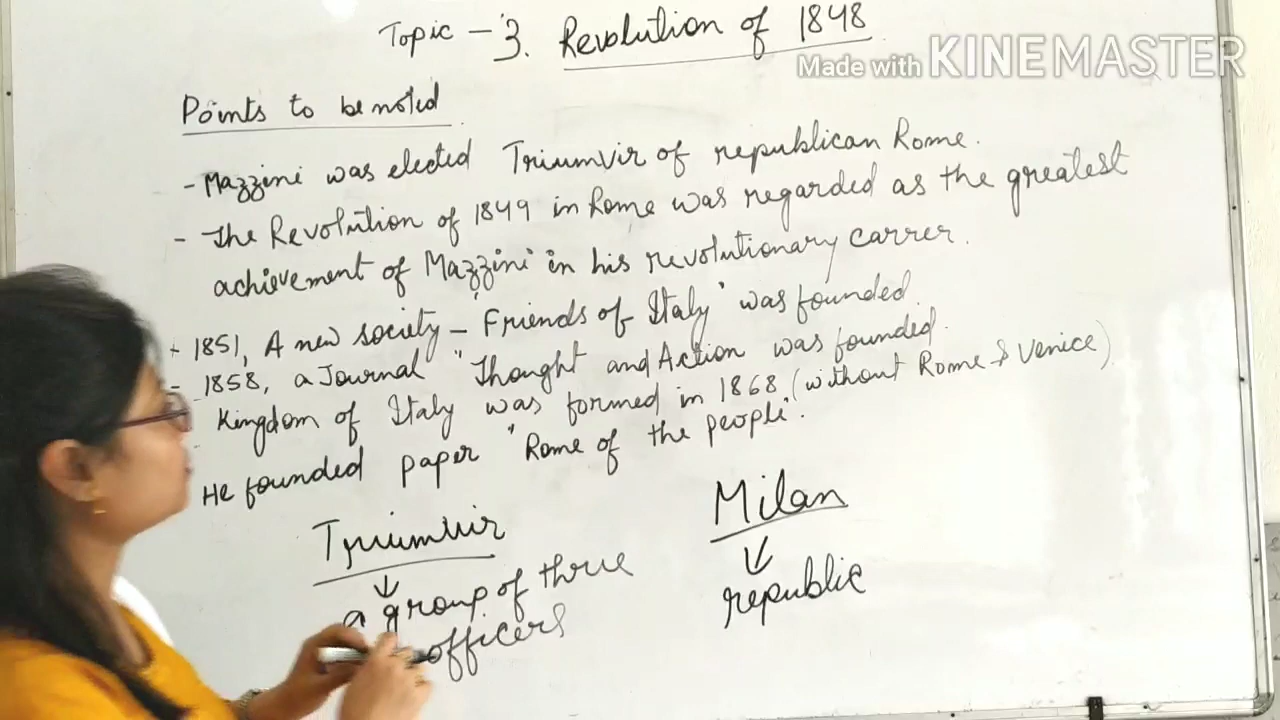 Topic - 3. Revolution of 1848
Made with KINEMASTER
Points to be noted
- Mazzini was elected Triumvir of republican Rome.
- The Revolution of 1849 in Rome was regarded as the greatest
achievement of Mazzini in his revolutionary carrer.
- 1851, A new society - 'Friends of Italy' was founded.
- 1858, a Journal "Thought and Action was founded.
- Kingdom of Italy was formed in 1868 (without Rome & Venice)
He founded paper "Rome of the people".
Triumvir
↓
a group of three
officers
Milan
↓
republic